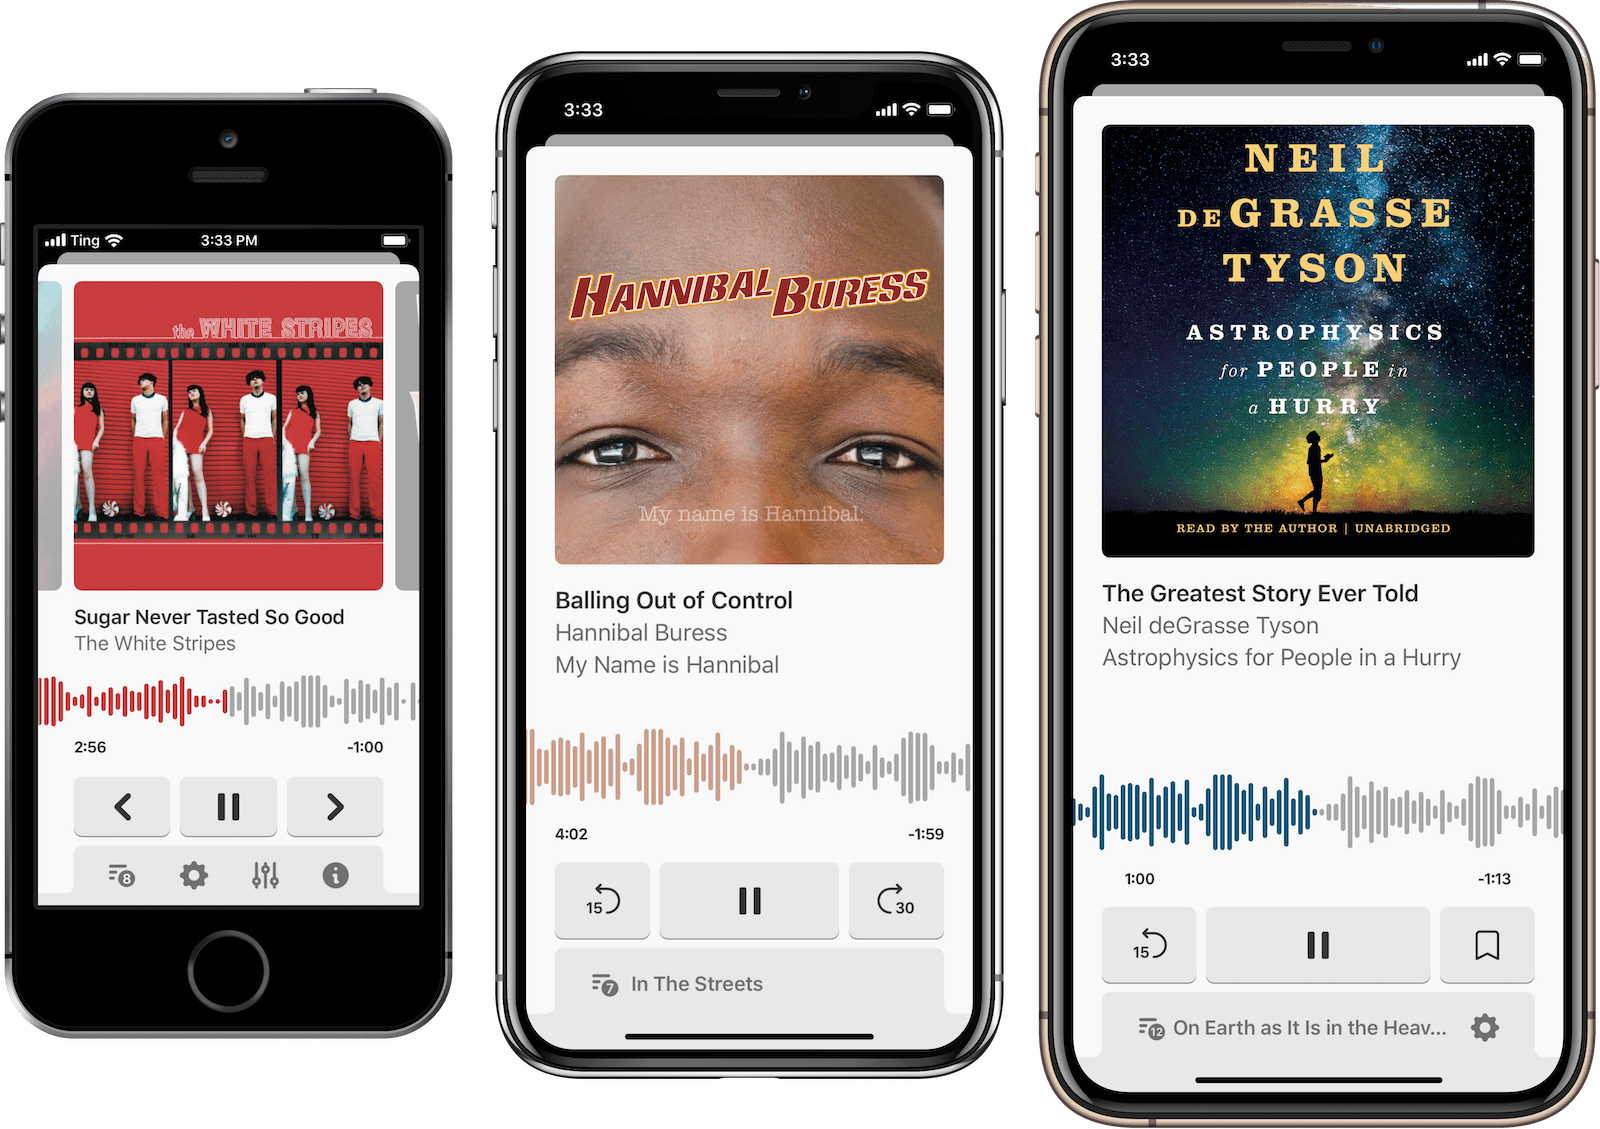 Ting
3:33 PM
the WHITE STRIPES
Sugar Never Tasted So Good
The White Stripes
2:56
-1:00
8
3:33
HANNIBAL BURESS
My name is Hannibal.
Balling Out of Control
Hannibal Buress
My Name is Hannibal
4:02
-1:59
15
30
7
In The Streets
3:33
NEIL
DEGRASSE
TYSON
ASTROPHYSICS
for PEOPLE in
a HURRY
READ BY THE AUTHOR | UNABRIDGED
The Greatest Story Ever Told
Neil deGrasse Tyson
Astrophysics for People in a Hurry
1:00
-1:13
15
12
On Earth as It Is in the Heav...